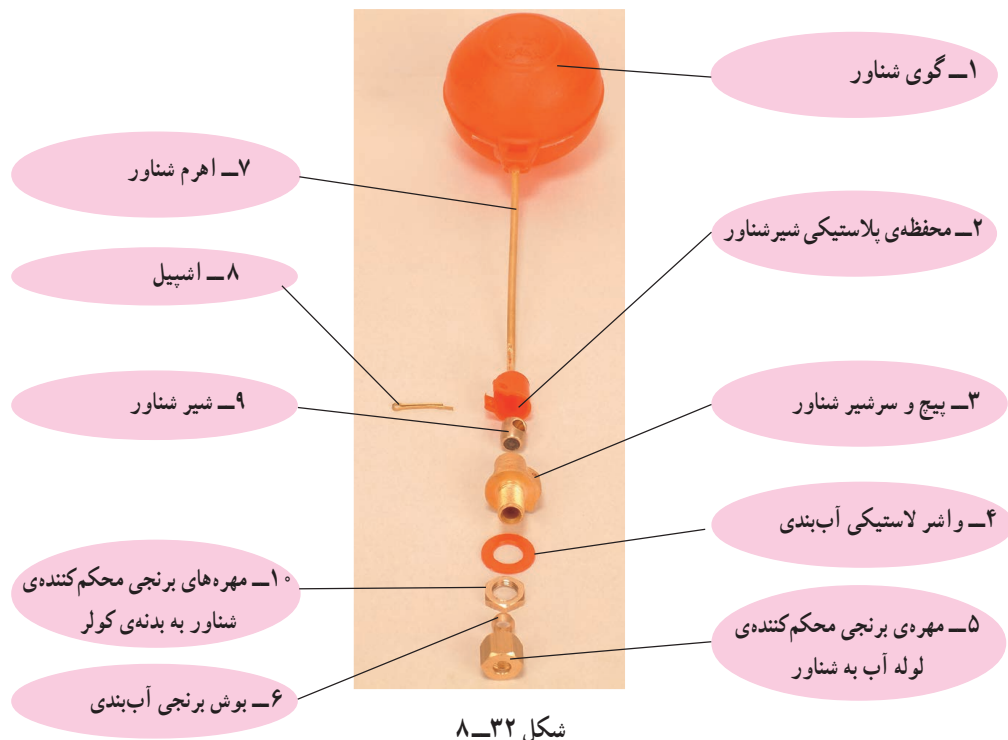 ۱ــ گوی شناور
۲ــ محفظه‌ی پلاستیکی شیرشناور
۳ــ پیچ و سرشیر شناور
۴ــ واشر لاستیکی آب‌بندی
۵ــ مهره‌ی برنجی محکم‌کننده‌ی
لوله آب به شناور
۷ــ اهرم شناور
۸ــ اشپیل
۹ــ شیر شناور
۱۰ــ مهره‌های برنجی محکم‌کننده‌ی
شناور به بدنه‌ی کولر
۶ــ بوش برنجی آب‌بندی
شکل ۳۲ــ۸